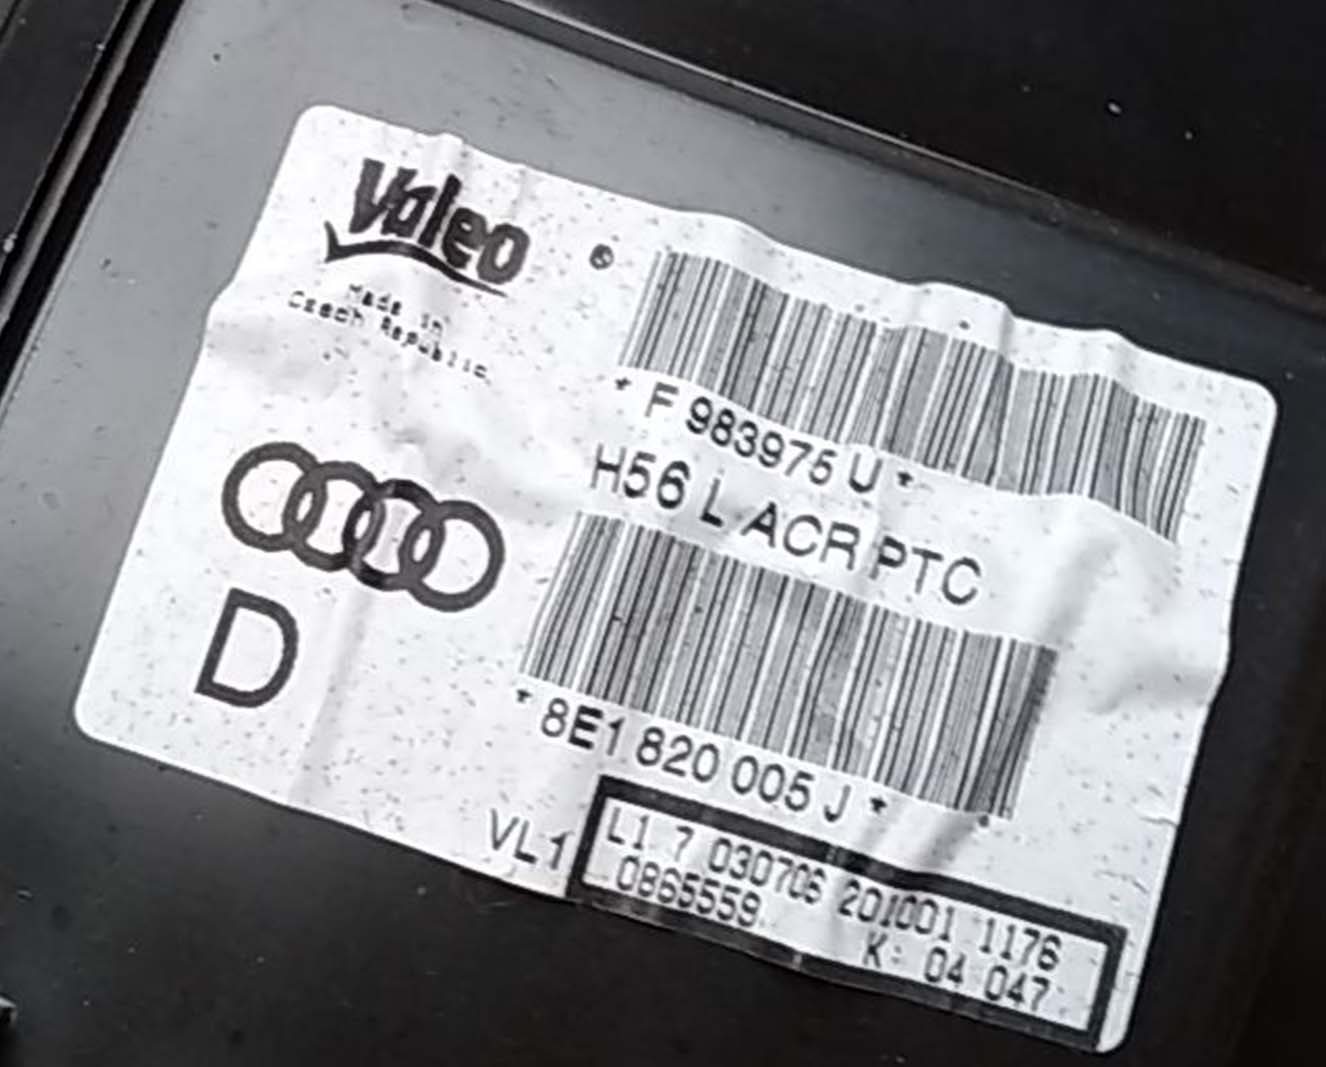 Valeo
Made in
Czech Republic
* F 983975 U *
H56 L ACR PTC
D
* 8E1 820 005 J *
VL1
L1 7 030706 201001 1176
0865559 K: 04 047